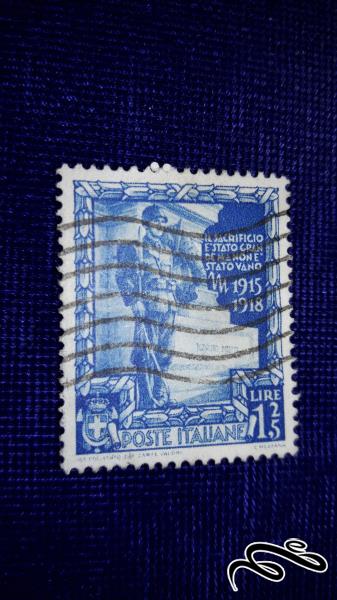 IL SACRIFICIO
E' STATO GRAN
DE MA NON E'
STATO VANO
M 1915
1918
LIRE
1,25
POSTE ITALIANE